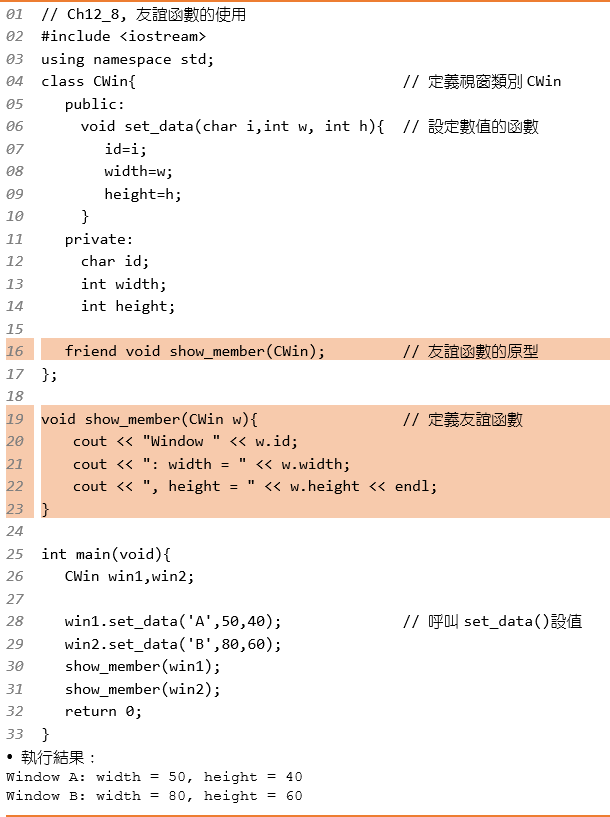 01 // Ch12_8, 友誼函數的使用
02 #include <iostream>
03 using namespace std;
04 class CWin{ // 定義視窗類別 CWin
05 public:
06 void set_data(char i,int w, int h){ // 設定數值的函數
07 id=i;
08 width=w;
09 height=h;
10 }
11 private:
12 char id;
13 int width;
14 int height;
15
16 friend void show_member(CWin); // 友誼函數的原型
17 };
18
19 void show_member(CWin w){ // 定義友誼函數
20 cout << "Window " << w.id;
21 cout << ": width = " << w.width;
22 cout << ", height = " << w.height << endl;
23 }
24
25 int main(void){
26 CWin win1,win2;
27
28 win1.set_data('A',50,40); // 呼叫 set_data()設值
29 win2.set_data('B',80,60);
30 show_member(win1);
31 show_member(win2);
32 return 0;
33 }
• 執行結果：
Window A: width = 50, height = 40
Window B: width = 80, height = 60